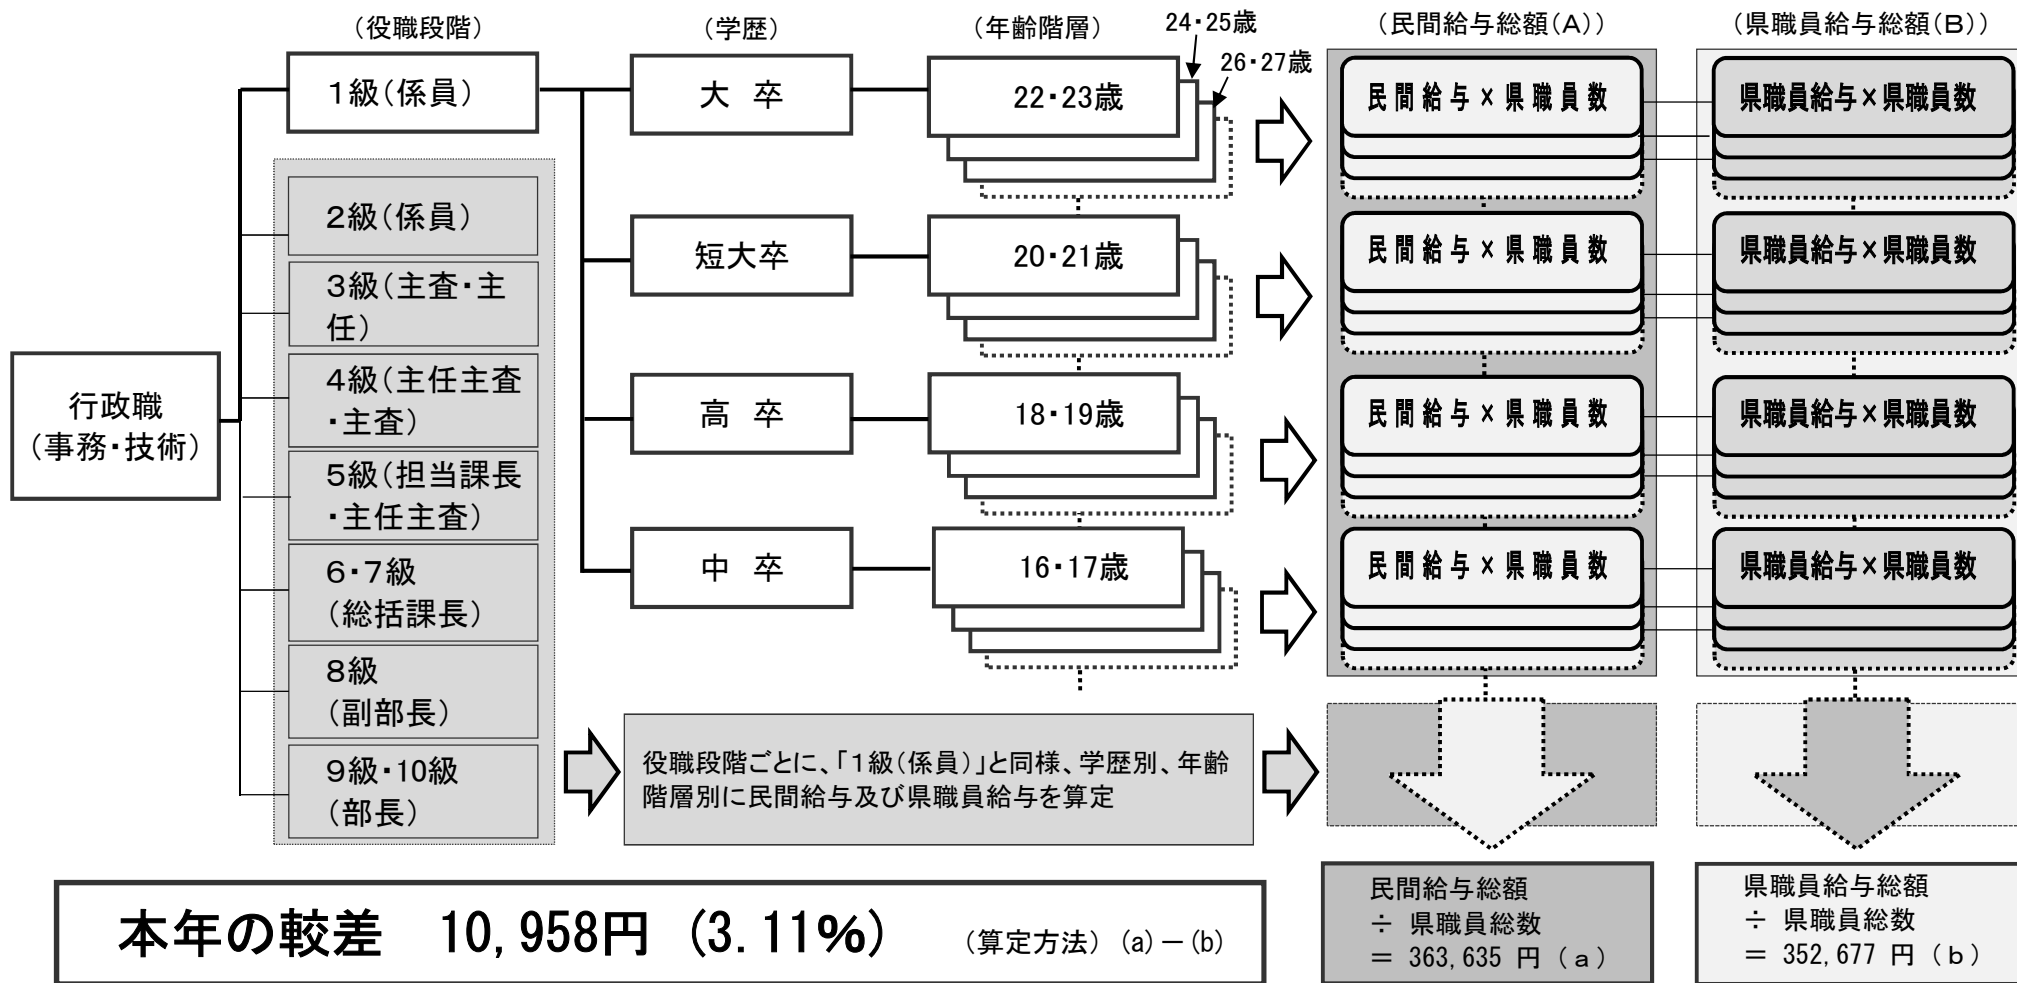 （役職段階）
（学歴）
（年齢階層）
24・25歳
26・27歳
（民間給与総額（A））
（県職員給与総額（B））
行政職
（事務・技術）
1級（係員）
大　卒
22・23歳
民間給与×県職員数
県職員給与×県職員数
2級（係員）
3級（主査・主
任）
4級（主任主査
・主査）
5級（担当課長
・主任主査）
6・7級
（総括課長）
8級
（副部長）
9級・10級
（部長）
短大卒
20・21歳
民間給与×県職員数
県職員給与×県職員数
高　卒
18・19歳
民間給与×県職員数
県職員給与×県職員数
中　卒
16・17歳
民間給与×県職員数
県職員給与×県職員数
役職段階ごとに、「1級（係員）」と同様、学歴別、年齢
階層別に民間給与及び県職員給与を算定
本年の較差　10,958円（3.11%）　（算定方法）(a)－(b)
民間給与総額
÷ 県職員総数
＝ 363,635 円（a）
県職員給与総額
÷ 県職員総数
＝ 352,677 円（b）